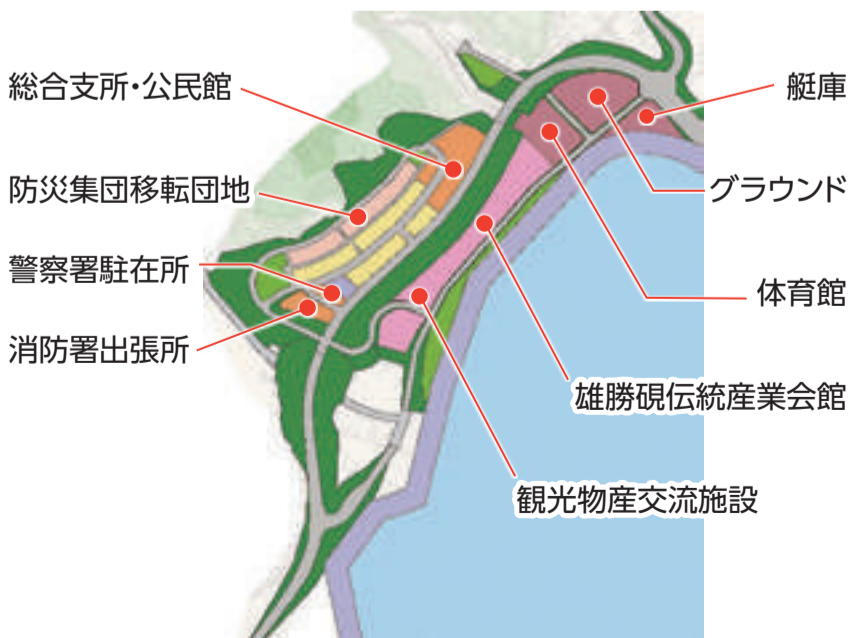 総合支所・公民館
防災集団移転団地
警察署駐在所
消防署出張所
艇庫
グラウンド
体育館
雄勝硯伝統産業会館
観光物産交流施設